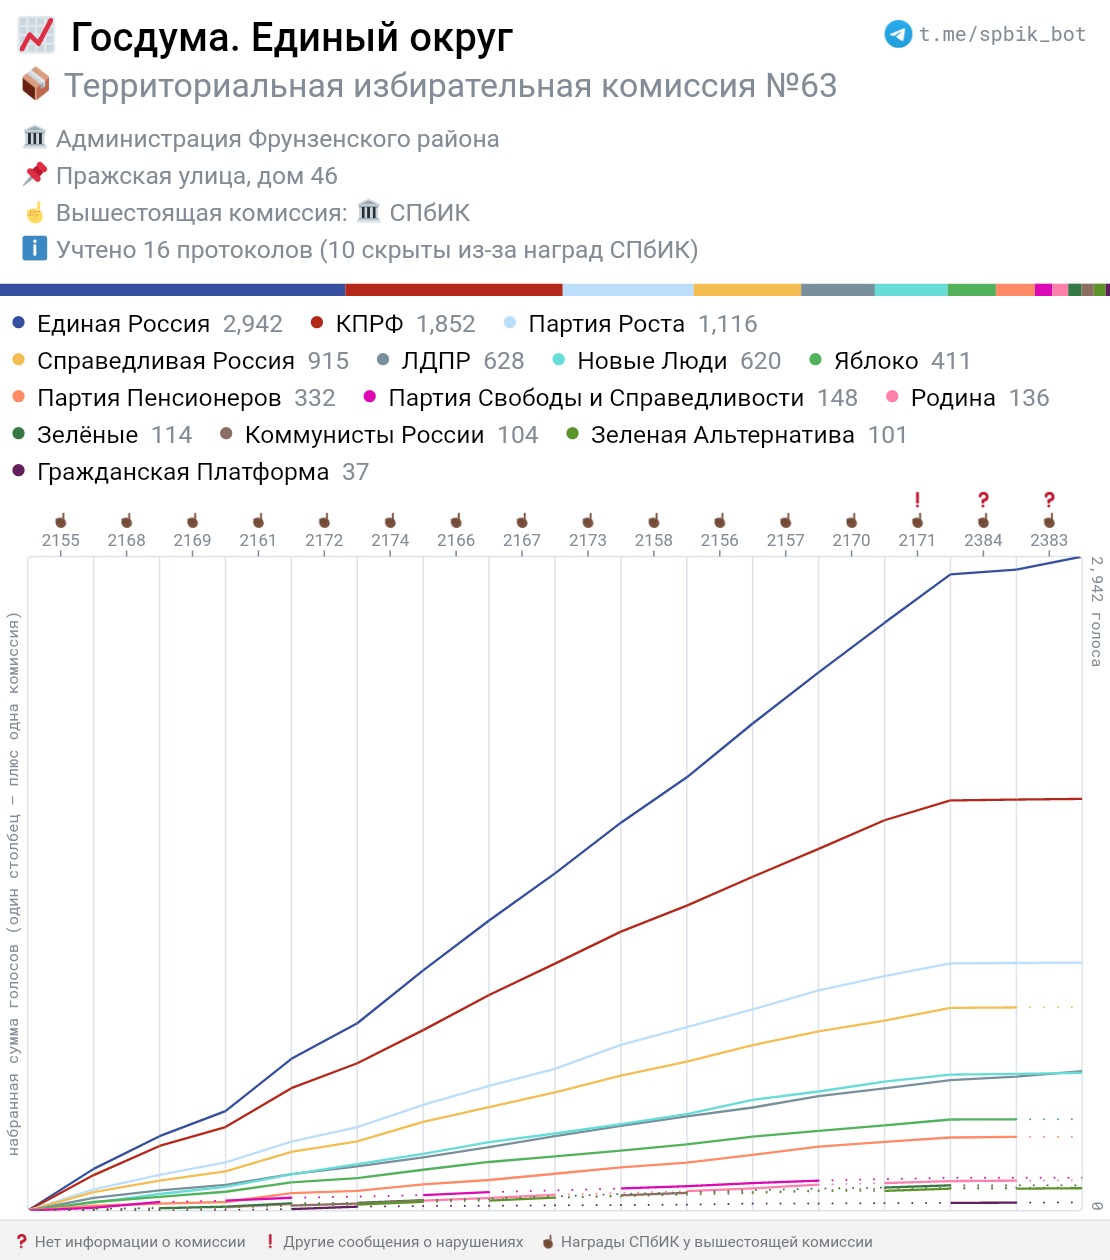 Госдума. Единый округ
t.me/spbik_bot
Территориальная избирательная комиссия №63
Администрация Фрунзенского района
Пражская улица, дом 46
Вышестоящая комиссия: СПбИК
Учтено 16 протоколов (10 скрыты из-за наград СПбИК)
Единая Россия 2,942 КПРФ 1,852 Партия Роста 1,116
Справедливая Россия 915 ЛДПР 628 Новые Люди 620 Яблоко 411
Партия Пенсионеров 332 Партия Свободы и Справедливости 148 Родина 136
Зелёные 114 Коммунисты России 104 Зеленая Альтернатива 101
Гражданская Платформа 37
2155 2168 2169 2161 2172 2174 2166 2167 2173 2158 2156 2157 2170 2171 2384 2383
набранная сумма голосов (один столбец — плюс одна комиссия)
2,942 голоса
0
Нет информации о комиссии Другие сообщения о нарушениях Награды СПбИК у вышестоящей комиссии